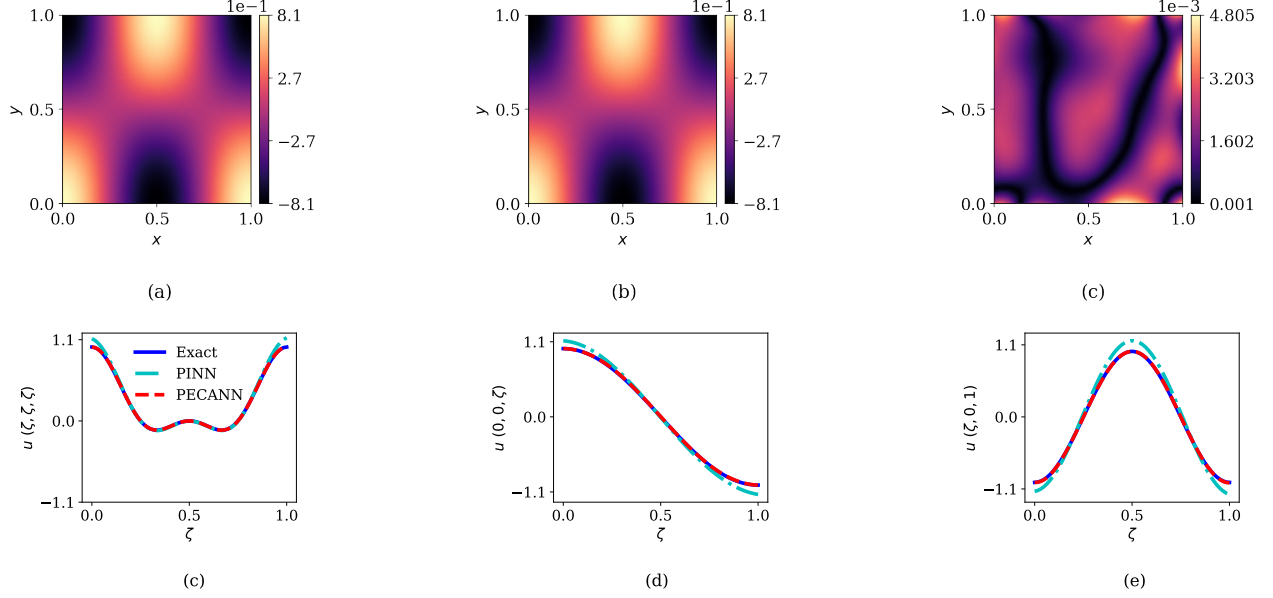 1e−1
1.0
0.5
0.0
y
0.0 0.5 1.0
x
8.1
2.7
−2.7
−8.1
(a)
1e−1
1.0
0.5
0.0
y
0.0 0.5 1.0
x
8.1
2.7
−2.7
−8.1
(b)
1e−3
1.0
0.5
0.0
y
0.0 0.5 1.0
x
4.805
3.203
1.602
0.001
(c)
1.1
0.0
−1.1
u (ζ, ζ, ζ)
Exact
PINN
PECANN
0.0 0.5 1.0
ζ
(c)
1.1
0.0
−1.1
u (0, 0, ζ)
0.0 0.5 1.0
ζ
(d)
1.1
0.0
−1.1
u (ζ, 0, 1)
0.0 0.5 1.0
ζ
(e)